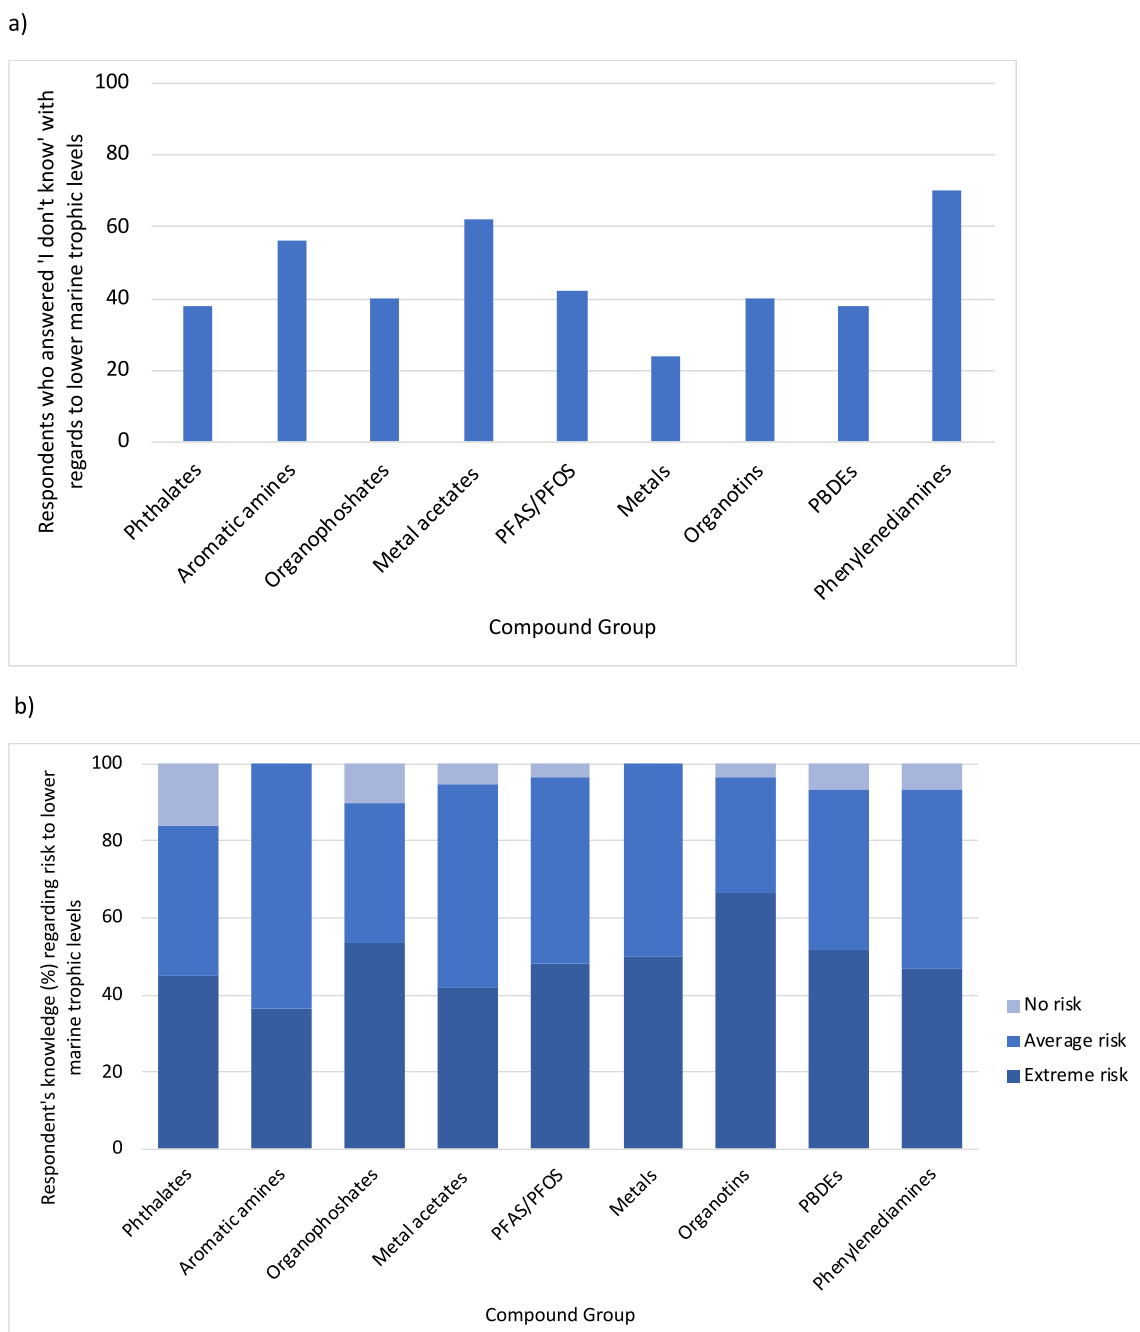 a)
Respondents who answered 'I don't know' with
regards to lower marine trophic levels
100
80
60
40
20
0
Phthalates
Aromatic amines
Organophoshates
Metal acetates
PFAS/PFOS
Metals
Organotins
PBDEs
Phenylenediamines
Compound Group
b)
Respondent's knowledge (%) regarding risk to lower
marine trophic levels
100
80
60
40
20
0
No risk
Average risk
Extreme risk
Phthalates
Aromatic amines
Organophoshates
Metal acetates
PFAS/PFOS
Metals
Organotins
PBDEs
Phenylenediamines
Compound Group